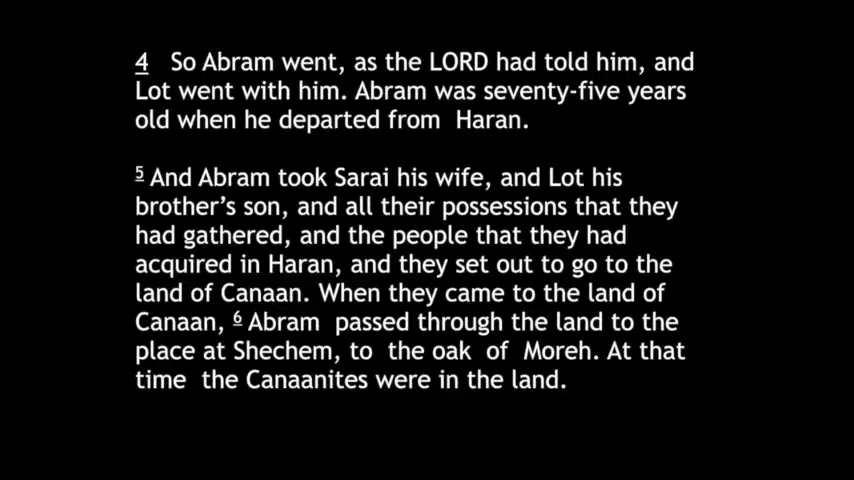 4 So Abram went, as the LORD had told him, and
Lot went with him. Abram was seventy-five years
old when he departed from Haran.
5 And Abram took Sarai his wife, and Lot his
brother’s son, and all their possessions that they
had gathered, and the people that they had
acquired in Haran, and they set out to go to the
land of Canaan. When they came to the land of
Canaan, 6 Abram passed through the land to the
place at Shechem, to the oak of Moreh. At that
time the Canaanites were in the land.